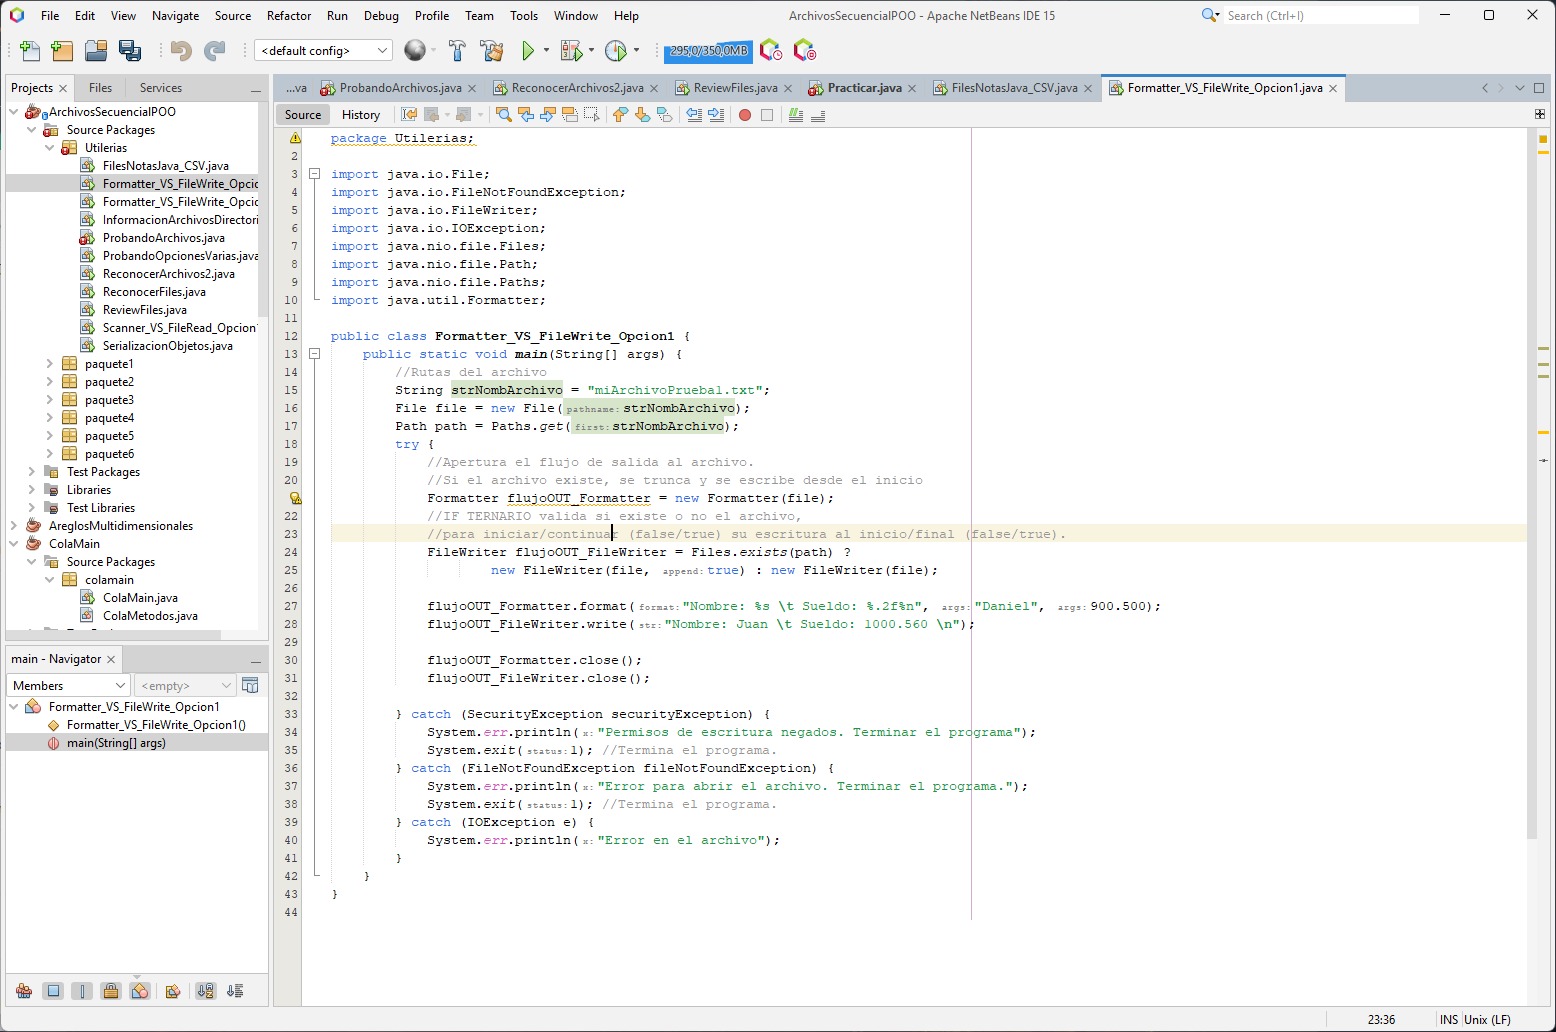 File Edit View Navigate Source Refactor Run Debug Profile Team Tools Window Help
ArchivosSecuencialPOO - Apache NetBeans IDE 15
Search (Ctrl+I)
<default config>
295,0/350,0MB
Projects Files Services
...va ProbandoArchivos.java ReconocerArchivos2.java ReviewFiles.java Practicar.java FilesNotasJava_CSV.java Formatter_VS_FileWrite_Opcion1.java
Source History
ArchivosSecuencialPOO
Source Packages
Utilerias
FilesNotasJava_CSV.java
Formatter_VS_FileWrite_Opcic
Formatter_VS_FileWrite_Opcic
InformacionArchivosDirectori
ProbandoArchivos.java
ProbandoOpcionesVarias.java
ReconocerArchivos2.java
ReconocerFiles.java
ReviewFiles.java
Scanner_VS_FileRead_Opcion
SerializacionObjetos.java
paquete1
paquete2
paquete3
paquete4
paquete5
paquete6
Test Packages
Libraries
Test Libraries
AreglosMultidimensionales
ColaMain
Source Packages
colamain
ColaMain.java
ColaMetodos.java
main - Navigator
Members <empty>
Formatter_VS_FileWrite_Opcion1
Formatter_VS_FileWrite_Opcion1()
main(String[] args)
package Utilerias;
2
3 import java.io.File;
4 import java.io.FileNotFoundException;
5 import java.io.FileWriter;
6 import java.io.IOException;
7 import java.nio.file.Files;
8 import java.nio.file.Path;
9 import java.nio.file.Paths;
10 import java.util.Formatter;
11
12 public class Formatter_VS_FileWrite_Opcion1 {
13 public static void main(String[] args) {
14 //Rutas del archivo
15 String strNombArchivo = "miArchivoPrueba1.txt";
16 File file = new File( pathname: strNombArchivo);
17 Path path = Paths.get( first: strNombArchivo);
18 try {
19 //Apertura el flujo de salida al archivo.
20 //Si el archivo existe, se trunca y se escribe desde el inicio
Formatter flujoOUT_Formatter = new Formatter(file);
22 //IF TERNARIO valida si existe o no el archivo,
23 //para iniciar/continuar (false/true) su escritura al inicio/final (false/true).
24 FileWriter flujoOUT_FileWriter = Files.exists(path) ?
25 new FileWriter(file, append: true) : new FileWriter(file);
26
27 flujoOUT_Formatter.format( format: "Nombre: %s \t Sueldo: %.2f%n", args: "Daniel", args: 900.500);
28 flujoOUT_FileWriter.write( str: "Nombre: Juan \t Sueldo: 1000.560 \n");
29
30 flujoOUT_Formatter.close();
31 flujoOUT_FileWriter.close();
32
33 } catch (SecurityException securityException) {
34 System.err.println( x: "Permisos de escritura negados. Terminar el programa");
35 System.exit( status: 1); //Termina el programa.
36 } catch (FileNotFoundException fileNotFoundException) {
37 System.err.println( x: "Error para abrir el archivo. Terminar el programa.");
38 System.exit( status: 1); //Termina el programa.
39 } catch (IOException e) {
40 System.err.println( x: "Error en el archivo");
41 }
42 }
43 }
44
23:36 INS Unix (LF)